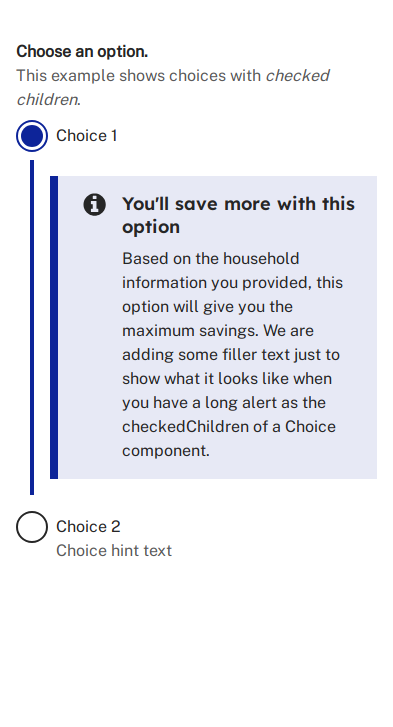 Choose an option.
This example shows choices with checked
children.
Choice 1
You'll save more with this
option
Based on the household
information you provided, this
option will give you the
maximum savings. We are
adding some filler text just to
show what it looks like when
you have a long alert as the
checkedChildren of a Choice
component.
Choice 2
Choice hint text